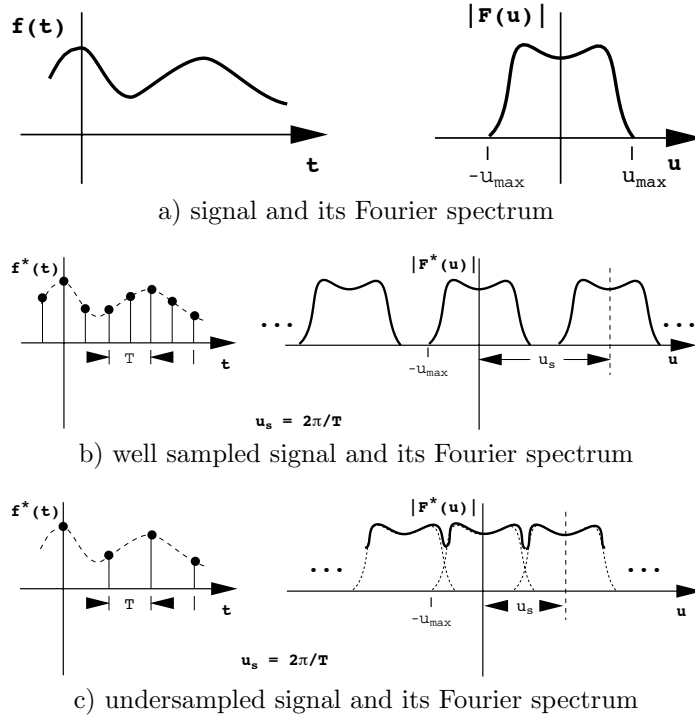 f(t)
|F(u)|
t
-u_max
u_max
u
a) signal and its Fourier spectrum
f*(t)
|F*(u)|
...
...
T
t
-u_max
u_s
u
u_s = 2π/T
b) well sampled signal and its Fourier spectrum
f*(t)
|F*(u)|
...
...
T
t
-u_max
u_s
u
u_s = 2π/T
c) undersampled signal and its Fourier spectrum